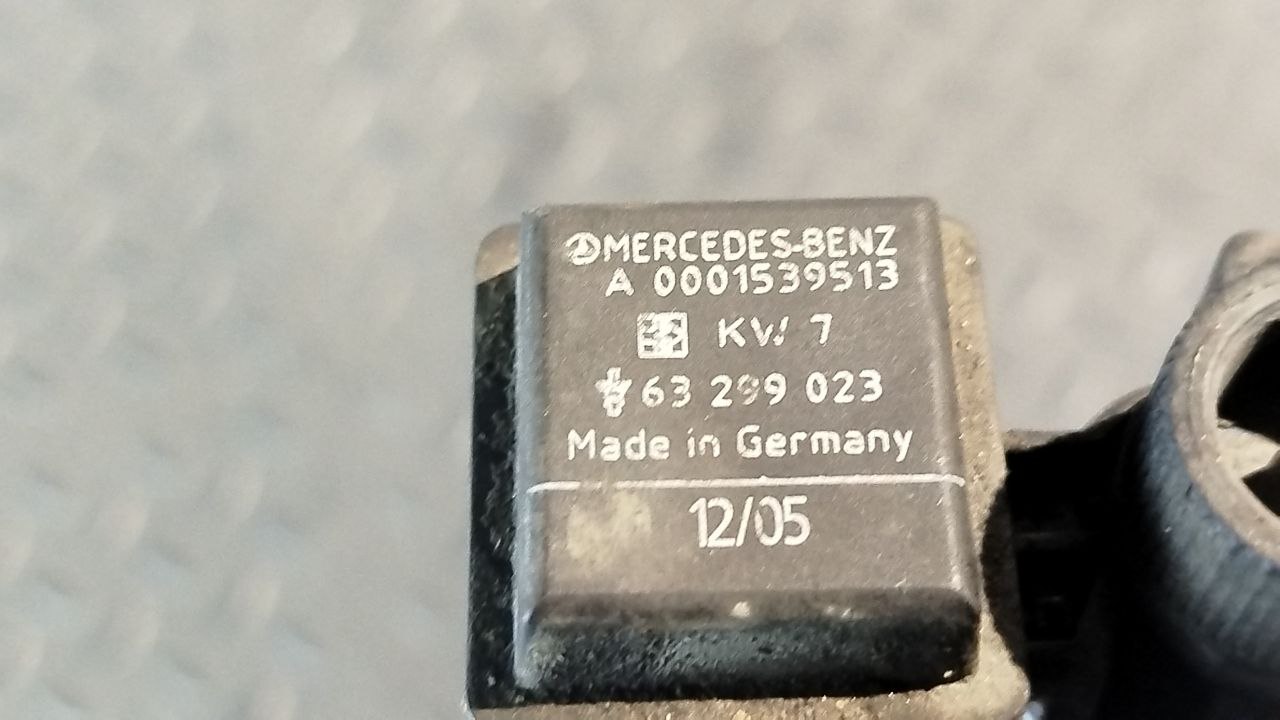 MERCEDES-BENZ
A 0001539513
KW 7
63 299 023
Made in Germany
12/05